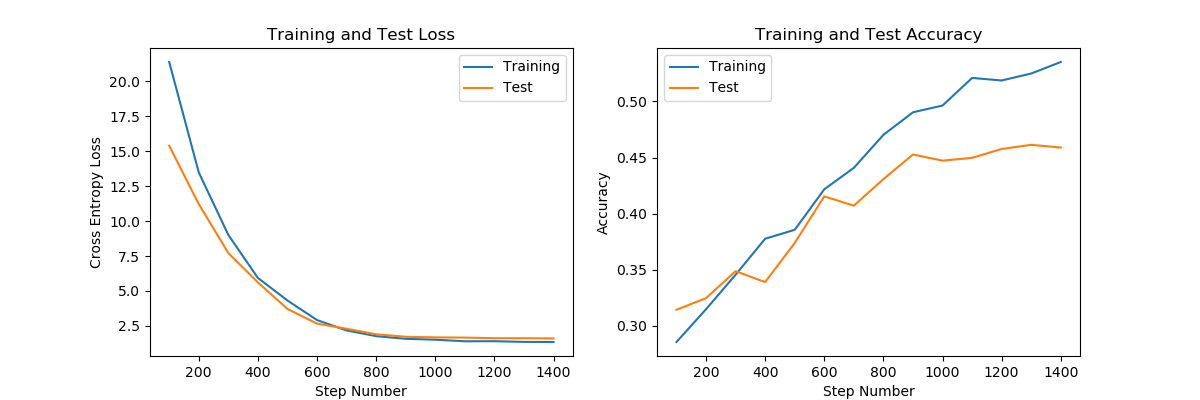 Training and Test Loss
Cross Entropy Loss
20.0
17.5
15.0
12.5
10.0
7.5
5.0
2.5
Training
Test
200 400 600 800 1000 1200 1400
Step Number
Training and Test Accuracy
Accuracy
0.50
0.45
0.40
0.35
0.30
Training
Test
200 400 600 800 1000 1200 1400
Step Number